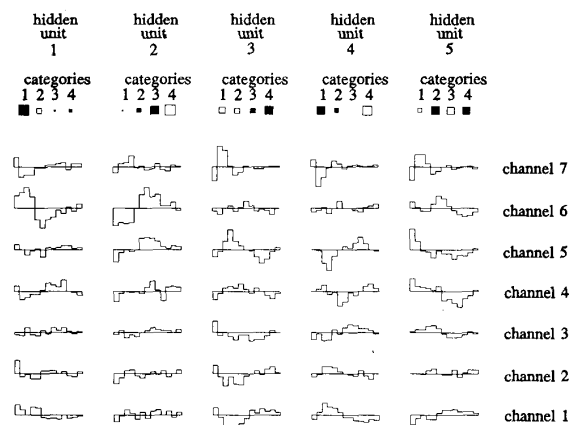 hidden hidden hidden hidden hidden
unit unit unit unit unit
1 2 3 4 5
categories categories categories categories categories
1 2 3 4 1 2 3 4 1 2 3 4 1 2 3 4 1 2 3 4
channel 7
channel 6
channel 5
channel 4
channel 3
channel 2
channel 1